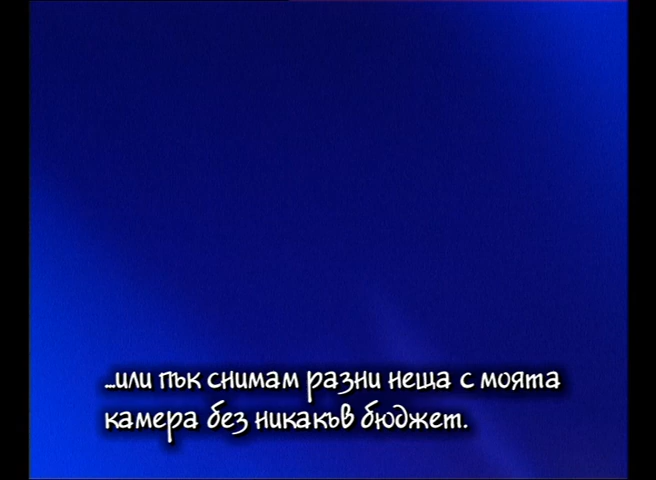 ...или пък снимам разни неща с моята
камера без никакъв бюджет.